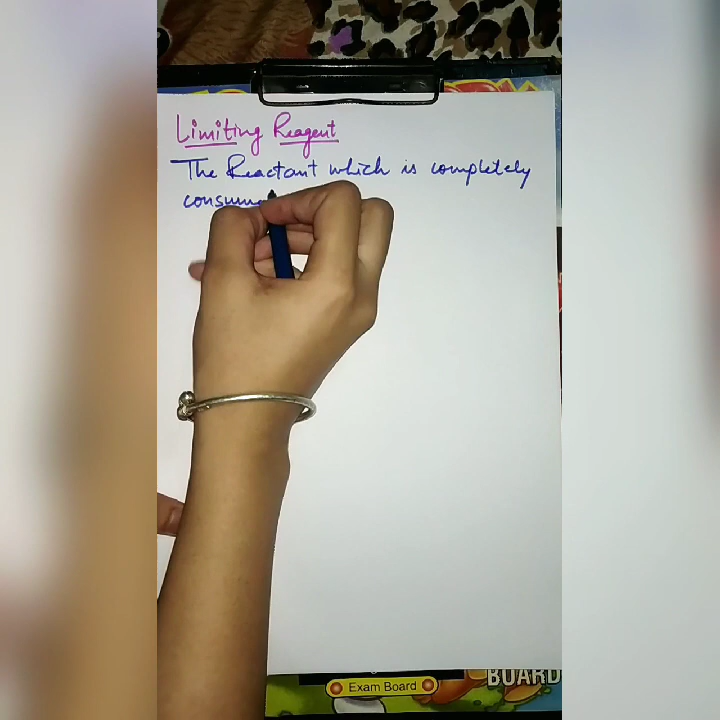 Limiting Reagent
The Reactant which is completely
BOARD
Exam Board